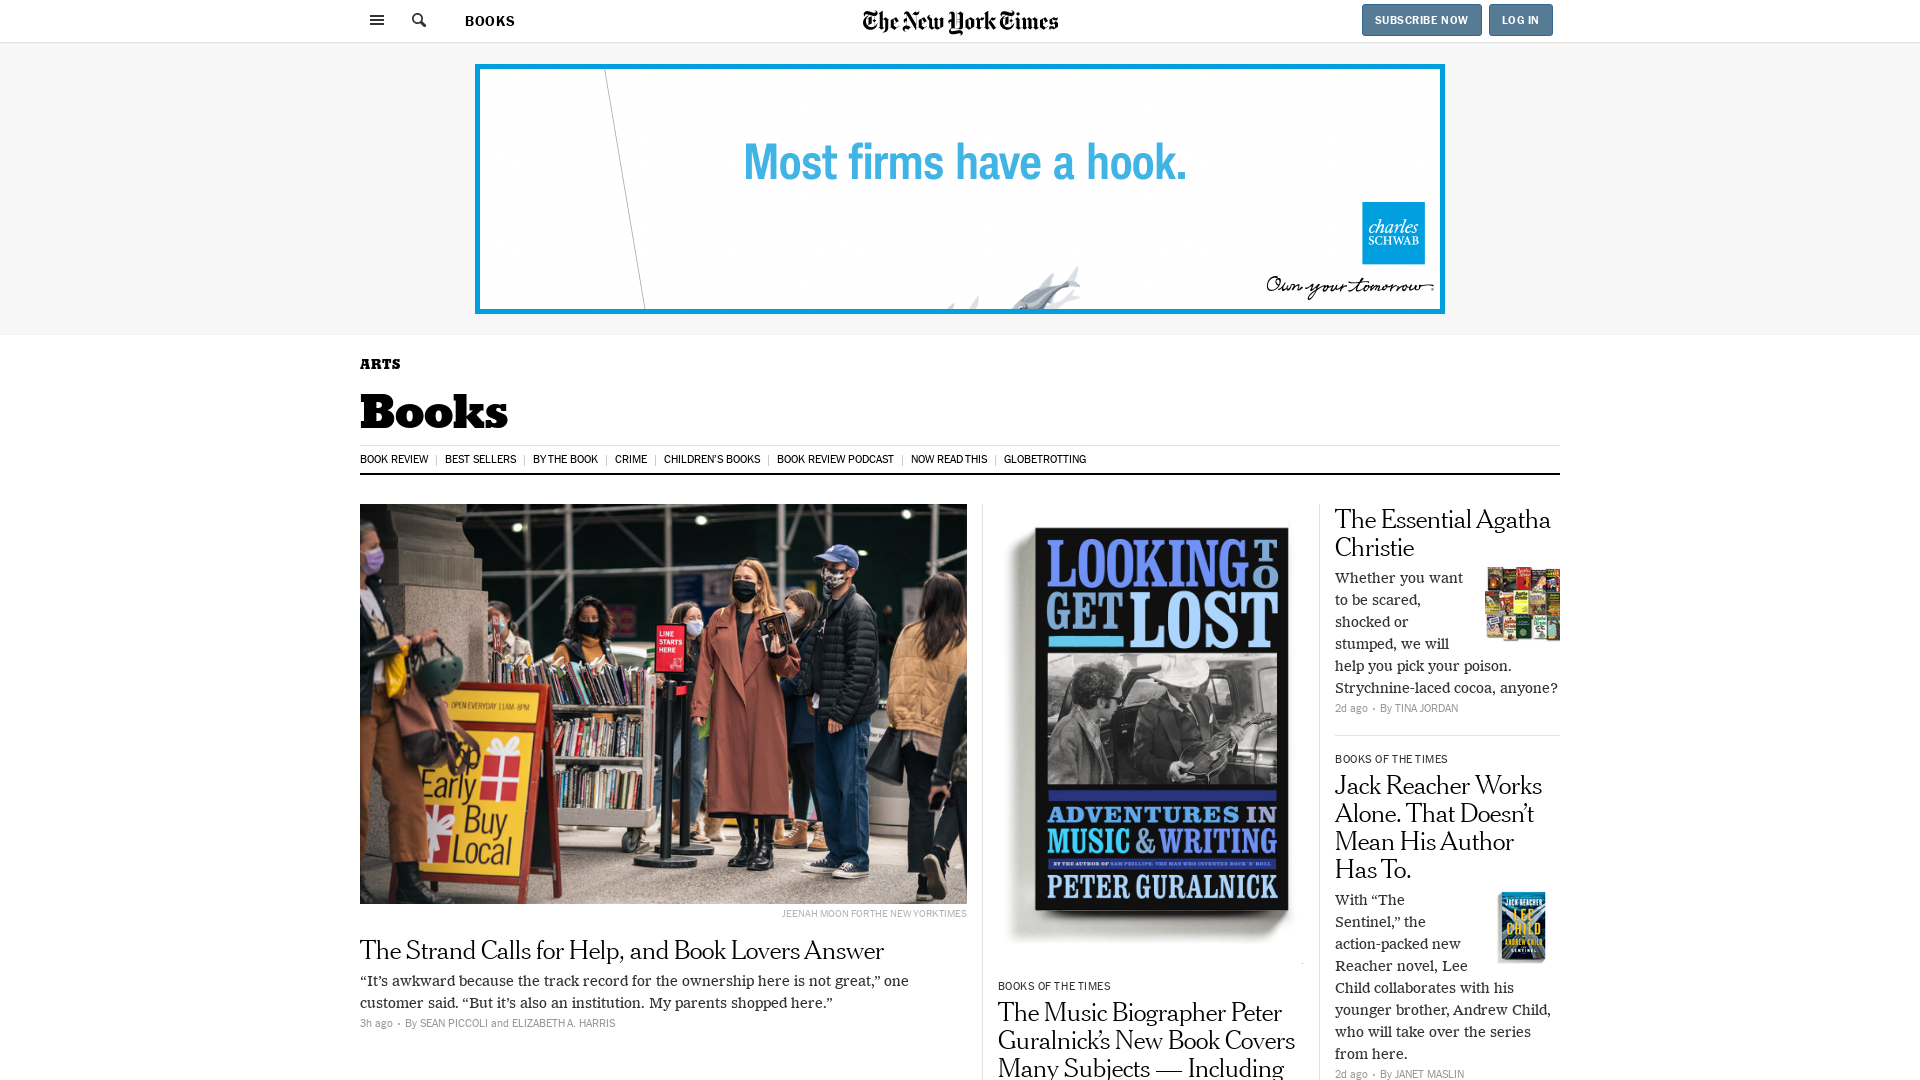 BOOKS
The New York Times
SUBSCRIBE NOW
LOG IN
Most firms have a hook.
charles
SCHWAB
Own your tomorrow.
ARTS
Books
BOOK REVIEW
BEST SELLERS
BY THE BOOK
CRIME
CHILDREN'S BOOKS
BOOK REVIEW PODCAST
NOW READ THIS
GLOBETROTTING
OPEN EVERYDAY 11AM-8PM
Early
Buy
Local
LINE
STARTS
HERE
JEENAH MOON FOR THE NEW YORK TIMES
The Strand Calls for Help, and Book Lovers Answer
“It’s awkward because the track record for the ownership here is not great,” one
customer said. “But it’s also an institution. My parents shopped here.”
3h ago • By SEAN PICCOLI and ELIZABETH A. HARRIS
LOOKING TO
GET LOST
ADVENTURES IN
MUSIC & WRITING
BY THE AUTHOR OF SAM PHILLIPS: THE MAN WHO INVENTED ROCK 'N' ROLL
PETER GURALNICK
BOOKS OF THE TIMES
The Music Biographer Peter
Guralnick’s New Book Covers
Many Subjects — Including
The Essential Agatha
Christie
Whether you want
to be scared,
shocked or
stumped, we will
help you pick your poison.
Strychnine-laced cocoa, anyone?
2d ago • By TINA JORDAN
BOOKS OF THE TIMES
Jack Reacher Works
Alone. That Doesn’t
Mean His Author
Has To.
With “The
Sentinel,” the
action-packed new
Reacher novel, Lee
Child collaborates with his
younger brother, Andrew Child,
who will take over the series
from here.
JACK REACHER
LEE
CHILD
ANDREW CHILD
SENTINEL
2d ago • By JANET MASLIN